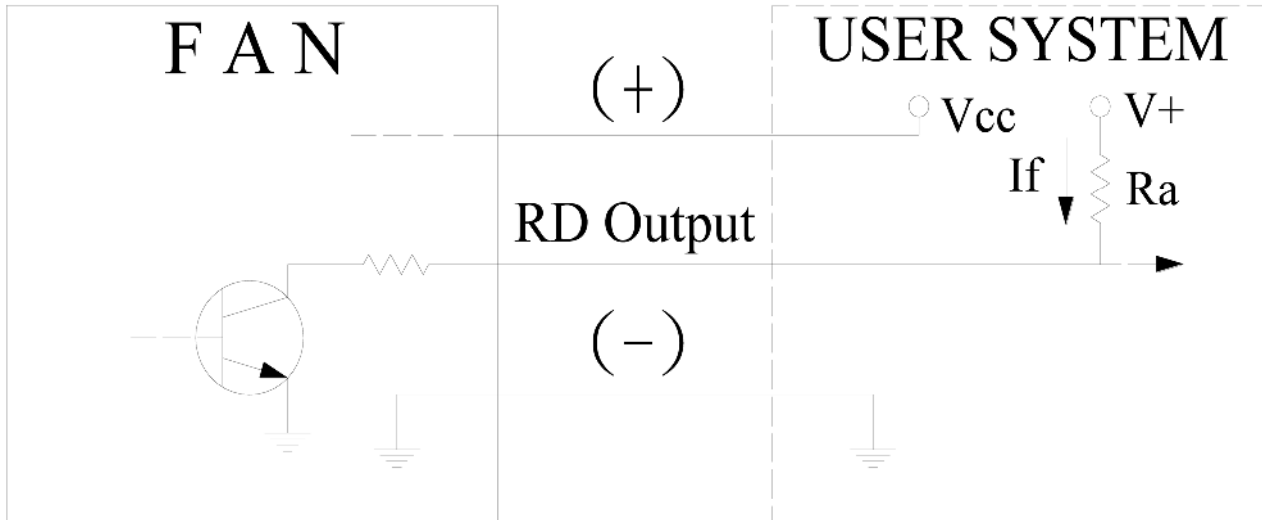 F A N
USER SYSTEM
(+)
Vcc
V+
If
Ra
RD Output
(-)